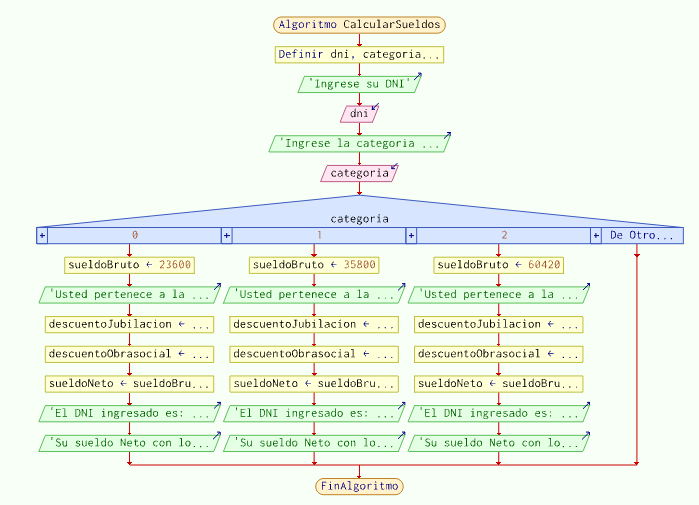 Algoritmo CalcularSueldos
Definir dni, categoria...
'Ingrese su DNI'
dni
'Ingrese la categoria ...
categoria
categoria
+ 0 + 1 + 2 + De Otro...
sueldoBruto ← 23600 sueldoBruto ← 35800 sueldoBruto ← 60420
'Usted pertenece a la ... 'Usted pertenece a la ... 'Usted pertenece a la ...
descuentoJubilacion ← ... descuentoJubilacion ← ... descuentoJubilacion ← ...
descuentoObrasocial ← ... descuentoObrasocial ← ... descuentoObrasocial ← ...
sueldoNeto ← sueldoBru... sueldoNeto ← sueldoBru... sueldoNeto ← sueldoBru...
'El DNI ingresado es: ... 'El DNI ingresado es: ... 'El DNI ingresado es: ...
'Su sueldo Neto con lo... 'Su sueldo Neto con lo... 'Su sueldo Neto con lo...
FinAlgoritmo